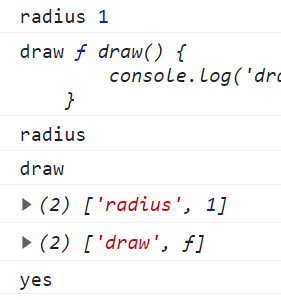 radius 1
draw ƒ draw() {
console.log('dr
}
radius
draw
▶ (2) ['radius', 1]
▶ (2) ['draw', ƒ]
yes